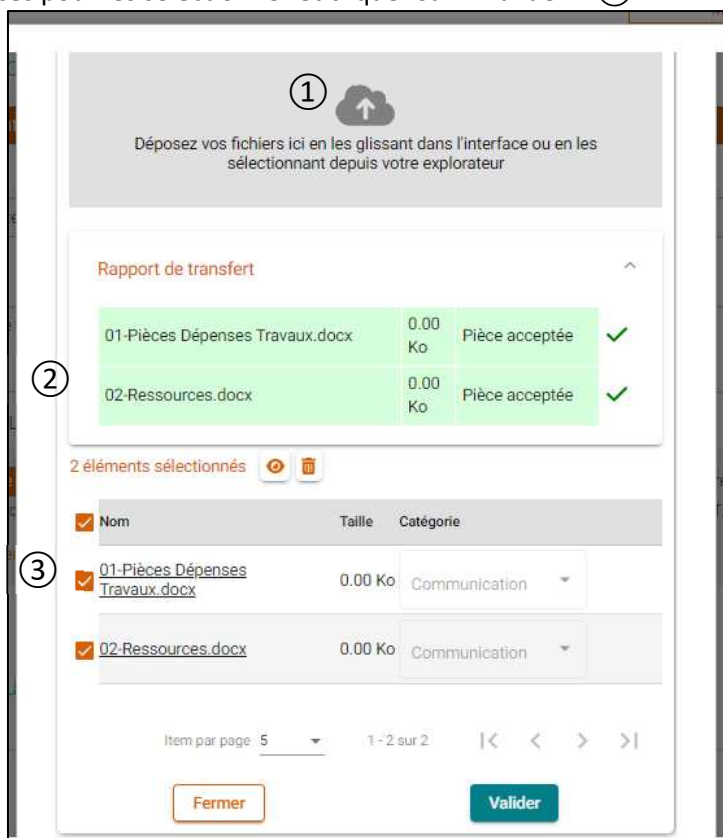 ①
Déposez vos fichiers ici en les glissant dans l'interface ou en les
sélectionnant depuis votre explorateur
Rapport de transfert
01-Pièces Dépenses Travaux.docx 0.00 Ko Pièce acceptée
②
02-Ressources.docx 0.00 Ko Pièce acceptée
2 éléments sélectionnés
Nom Taille Catégorie
③
01-Pièces Dépenses
Travaux.docx 0.00 Ko Communication
02-Ressources.docx 0.00 Ko Communication
Item par page 5 1 - 2 sur 2
Fermer Valider